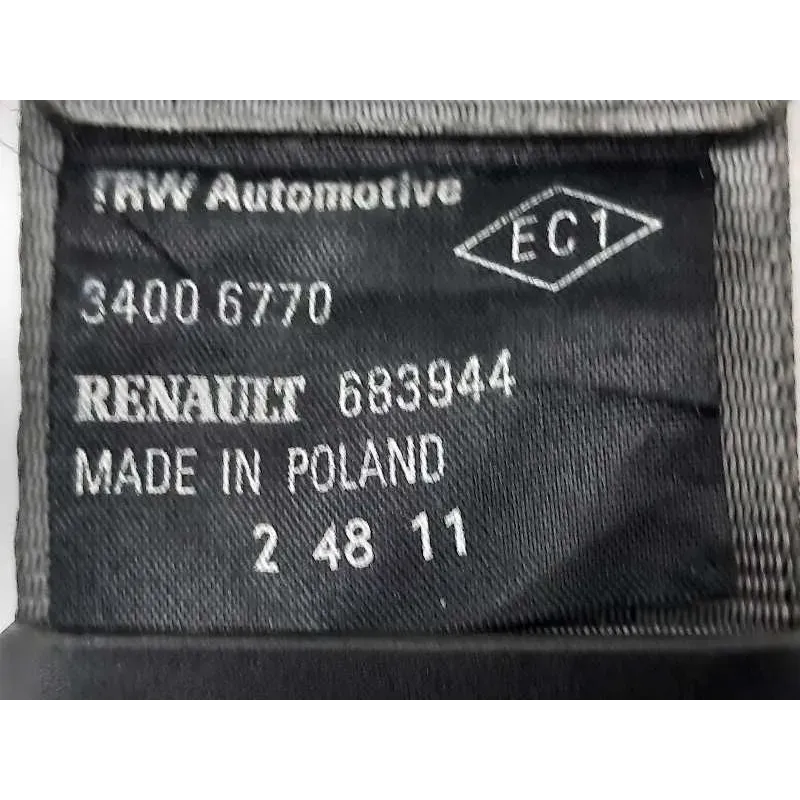 TRW Automotive
EC1
3400 6770
RENAULT 683944
MADE IN POLAND
2 48 11